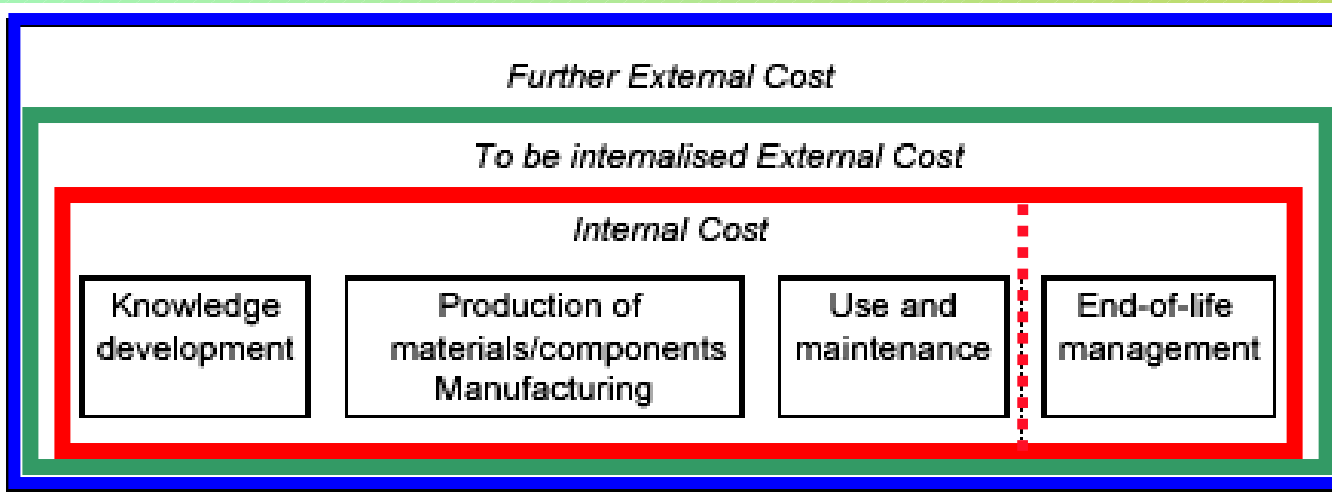 Further External Cost
To be internalised External Cost
Internal Cost
Knowledge
development
Production of
materials/components
Manufacturing
Use and
maintenance
End-of-life
management